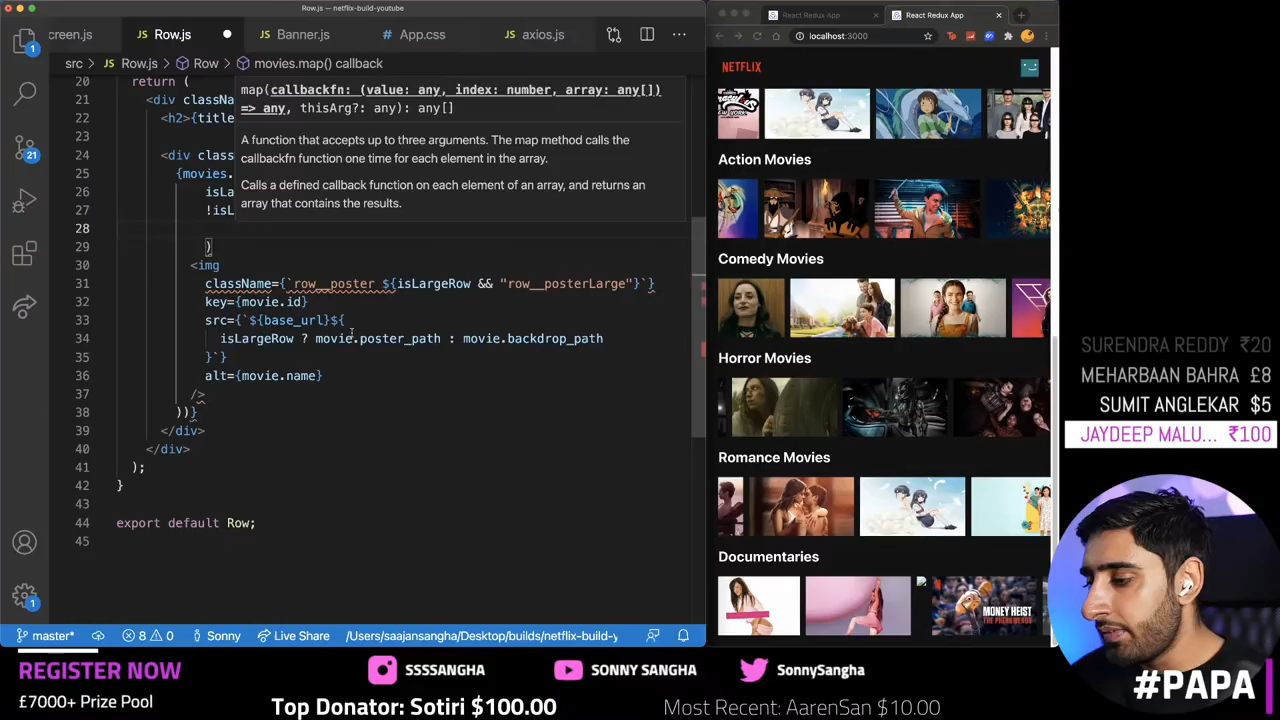 Row.js — netflix-build-youtube
creen.js
Row.js
Banner.js
App.css
axios.js
src > Row.js > Row > movies.map() callback
20 return (
21 <div classNa
22 <h2>{title
23
24 <div class
25 {movies.
26 isLa
27 !isL
28
29 )
30 <img
31 className={`row__poster ${isLargeRow && "row__posterLarge"}`}
32 key={movie.id}
33 src={`${base_url}${
34 isLargeRow ? movie.poster_path : movie.backdrop_path
35 }`}
36 alt={movie.name}
37 />
38 ))}
39 </div>
40 </div>
41 );
42 }
43
44 export default Row;
45
map(callbackfn: (value: any, index: number, array: any[])
=> any, thisArg?: any): any[]
A function that accepts up to three arguments. The map method calls the
callbackfn function one time for each element in the array.
Calls a defined callback function on each element of an array, and returns an
array that contains the results.
1
21
1
master*
8 0
Sonny
Live Share
/Users/saajansangha/Desktop/builds/netflix-build-y
React Redux App
React Redux App
localhost:3000
NETFLIX
NEW YORK
Action Movies
Comedy Movies
Horror Movies
Romance Movies
Documentaries
MONEY HEIST
THE PHENOMENON
SURENDRA REDDY ₹20
MEHARBAAN BAHRA £8
SUMIT ANGLEKAR $5
JAYDEEP MALU... ₹100
REGISTER NOW
£7000+ Prize Pool
SSSSANGHA
SONNY SANGHA
SonnySangha
Top Donator: Sotiri $100.00
Most Recent: AarenSan $10.00
#PAPA